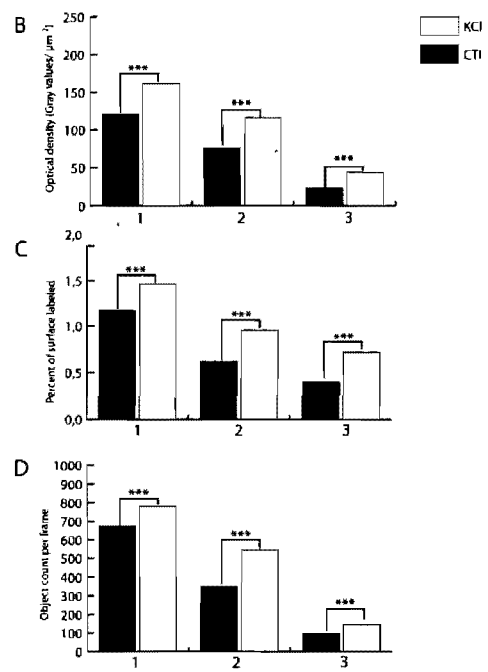 B
KCl
CTl
Optical density (Gray values/ μm²)
250
200
150
100
50
0
***
***
***
1 2 3
C
Percent of surface labeled
2,0
1,5
1,0
0,5
0,0
***
***
***
1 2 3
D
Object count per frame
1000
900
800
700
600
500
400
300
200
100
0
***
***
***
1 2 3